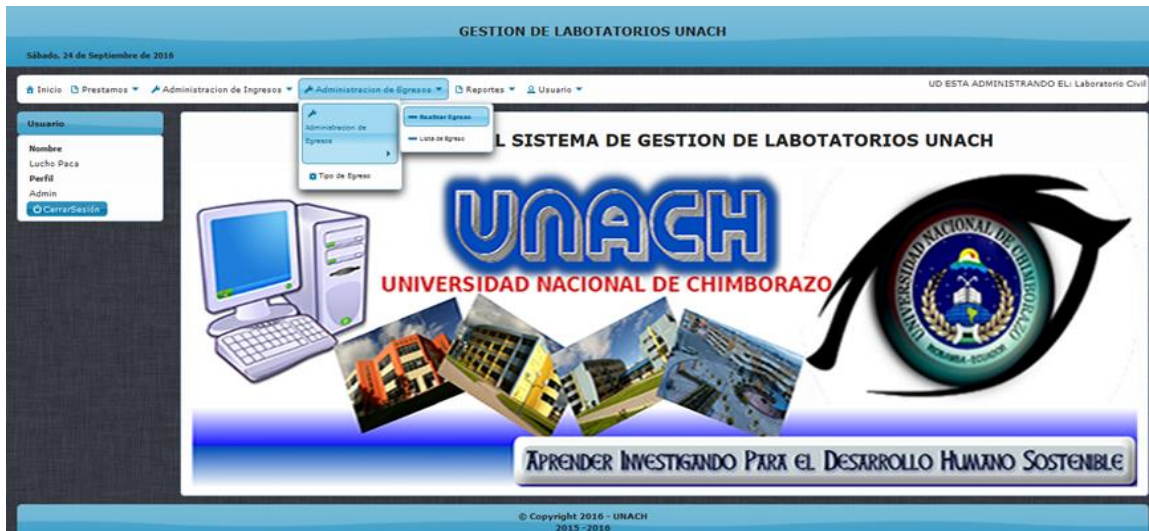 GESTION DE LABOTATORIOS UNACH
Sábado, 24 de Septiembre de 2016
Inicio Prestamos Administracion de Ingresos Administracion de Egresos Reportes Usuario
UD ESTA ADMINISTRANDO EL: Laboratorio Civil
Usuario
Nombre
Lucho Paca
Perfil
Admin
CerrarSesión
Administracion de
Egresos
Tipo de Egreso
Realizar Egreso
Lista de Egreso
L SISTEMA DE GESTION DE LABOTATORIOS UNACH
UNACH
UNIVERSIDAD NACIONAL DE CHIMBORAZO
UNIVERSIDAD NACIONAL DE CHIMBORAZO
RIOBAMBA-ECUADOR
APRENDER INVESTIGANDO PARA EL DESARROLLO HUMANO SOSTENIBLE
© Copyright 2016 - UNACH
2015 -2016